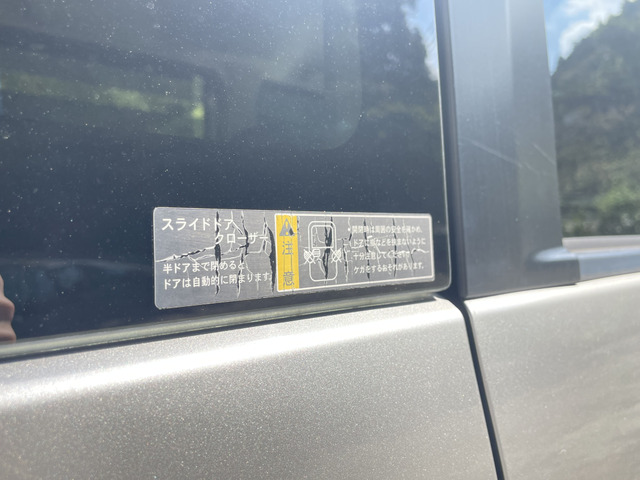 スライドドア
クローザー
半ドアまで閉めると
ドアは自動的に閉まります。
注意
•開閉時は周囲の安全を確かめ、
ドアに指などを挟まないように
十分注意してください。
ケガをするおそれがあります。